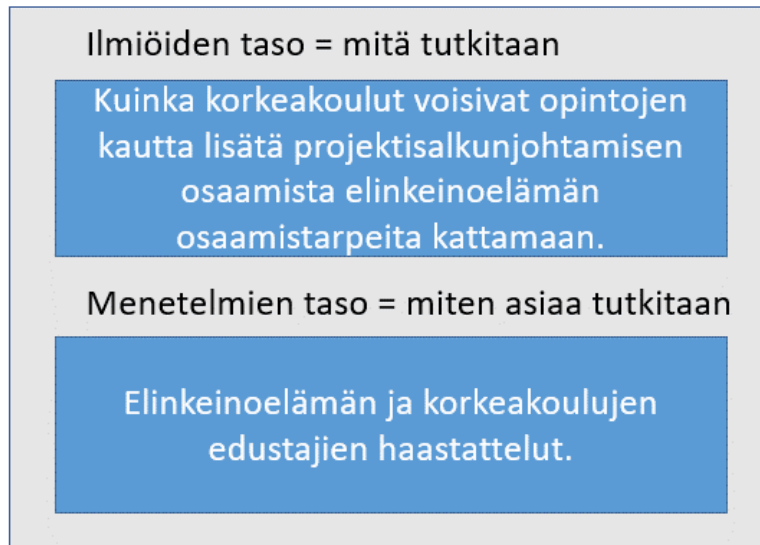 Ilmiöiden taso = mitä tutkitaan
Kuinka korkeakoulut voisivat opintojen
kautta lisätä projektisalkunjohtamisen
osaamista elinkeinoelämän
osaamistarpeita kattamaan.
Menetelmien taso = miten asiaa tutkitaan
Elinkeinoelämän ja korkeakoulujen
edustajien haastattelut.